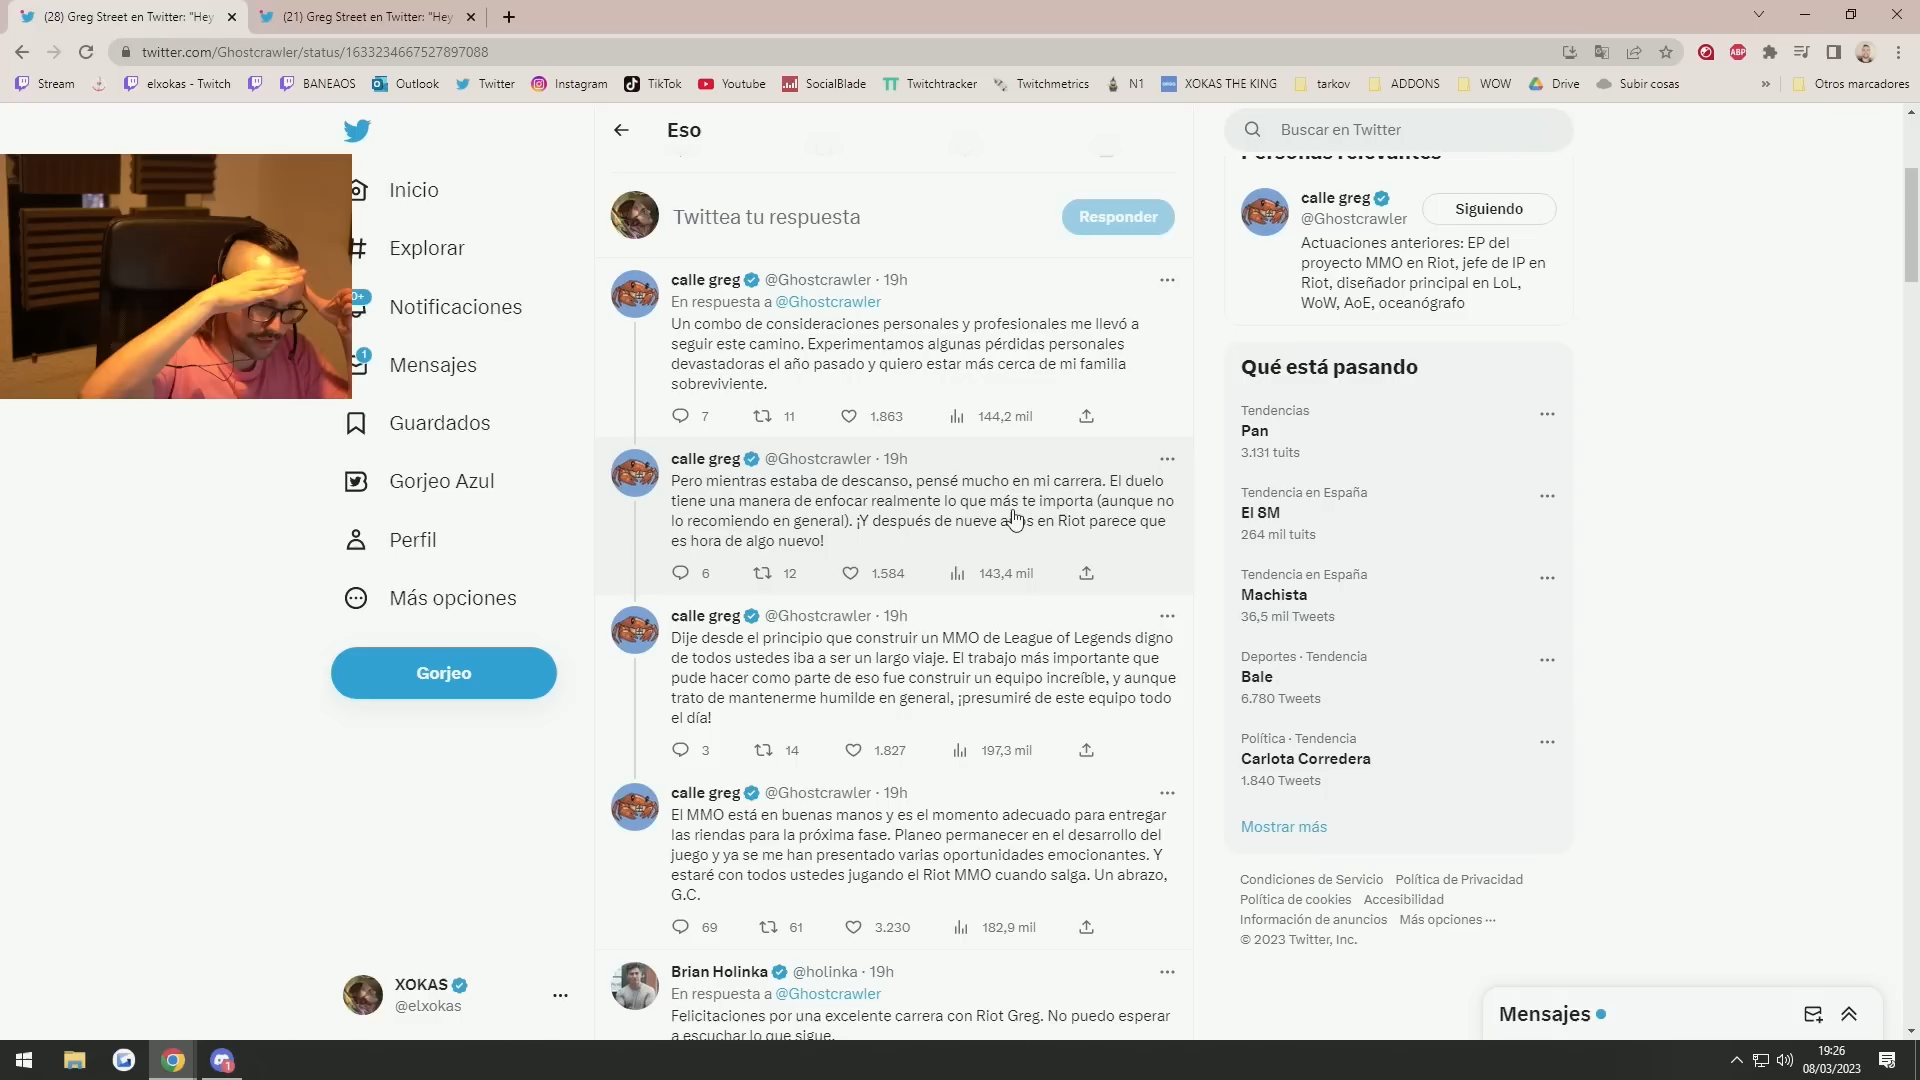 (28) Greg Street en Twitter: "Hey
(21) Greg Street en Twitter: "Hey
twitter.com/Ghostcrawler/status/1633234667527897088
ABP
Stream
elxokas - Twitch
BANEAOS
Outlook
Twitter
Instagram
TikTok
Youtube
SocialBlade
Twitchtracker
Twitchmetrics
N1
XOKAS THE KING
tarkov
ADDONS
WOW
Drive
Subir cosas
»
Otros marcadores
Inicio
Explorar
Notificaciones
1
Mensajes
Guardados
Gorjeo Azul
Perfil
Más opciones
Gorjeo
XOKAS
@elxokas
Eso
Twittea tu respuesta
Responder
calle greg @Ghostcrawler · 19h
En respuesta a @Ghostcrawler
Un combo de consideraciones personales y profesionales me llevó a
seguir este camino. Experimentamos algunas pérdidas personales
devastadoras el año pasado y quiero estar más cerca de mi familia
sobreviviente.
7 11 1.863 144,2 mil
calle greg @Ghostcrawler · 19h
Pero mientras estaba de descanso, pensé mucho en mi carrera. El duelo
tiene una manera de enfocar realmente lo que más te importa (aunque no
lo recomiendo en general). ¡Y después de nueve años en Riot parece que
es hora de algo nuevo!
6 12 1.584 143,4 mil
calle greg @Ghostcrawler · 19h
Dije desde el principio que construir un MMO de League of Legends digno
de todos ustedes iba a ser un largo viaje. El trabajo más importante que
pude hacer como parte de eso fue construir un equipo increíble, y aunque
trato de mantenerme humilde en general, ¡presumiré de este equipo todo
el día!
3 14 1.827 197,3 mil
calle greg @Ghostcrawler · 19h
El MMO está en buenas manos y es el momento adecuado para entregar
las riendas para la próxima fase. Planeo permanecer en el desarrollo del
juego y ya se me han presentado varias oportunidades emocionantes. Y
estaré con todos ustedes jugando el Riot MMO cuando salga. Un abrazo,
G.C.
69 61 3.230 182,9 mil
Brian Holinka @holinka · 19h
En respuesta a @Ghostcrawler
Felicitaciones por una excelente carrera con Riot Greg. No puedo esperar
a escuchar lo que sigue.
Buscar en Twitter
Personas relevantes
calle greg
@Ghostcrawler
Siguiendo
Actuaciones anteriores: EP del
proyecto MMO en Riot, jefe de IP en
Riot, diseñador principal en LoL,
WoW, AoE, oceanógrafo
Qué está pasando
Tendencias
Pan
3.131 tuits
Tendencia en España
El 8M
264 mil tuits
Tendencia en España
Machista
36,5 mil Tweets
Deportes · Tendencia
Bale
6.780 Tweets
Política · Tendencia
Carlota Corredera
1.840 Tweets
Mostrar más
Condiciones de Servicio Política de Privacidad
Política de cookies Accesibilidad
Información de anuncios Más opciones ···
© 2023 Twitter, Inc.
Mensajes
1
19:26
08/03/2023